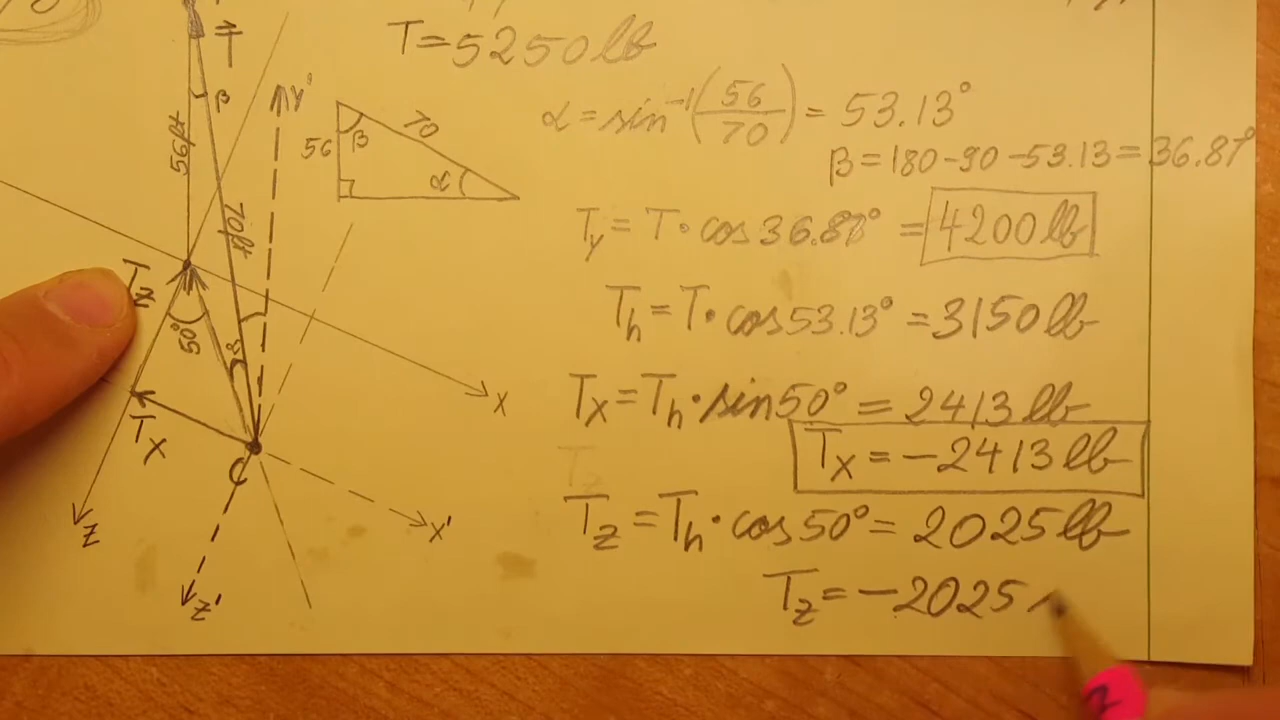 T
T=5250lb
β
y'
56ft
56
β
70
α
α=sin⁻¹(56/70)=53.13°
β=180-90-53.13=36.87°
70ft
Ty=T·cos36.87°=4200lb
Th=T·cos53.13°=3150lb
50°
x
Tx=Th·sin50°=2413lb
Tx
Tx=-2413lb
C
Tz=Th·cos50°=2025lb
x'
z
z'
Tz=-2025